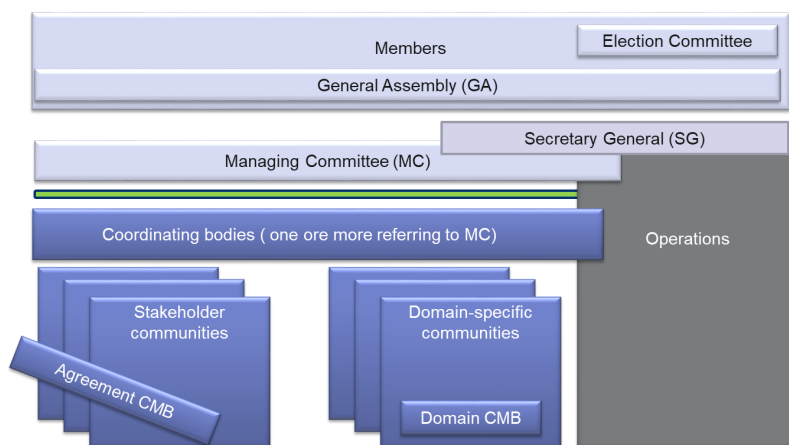 Members
Election Committee
General Assembly (GA)
Secretary General (SG)
Managing Committee (MC)
Coordinating bodies ( one ore more referring to MC)
Operations
Stakeholder
communities
Domain-specific
communities
Agreement CMB
Domain CMB